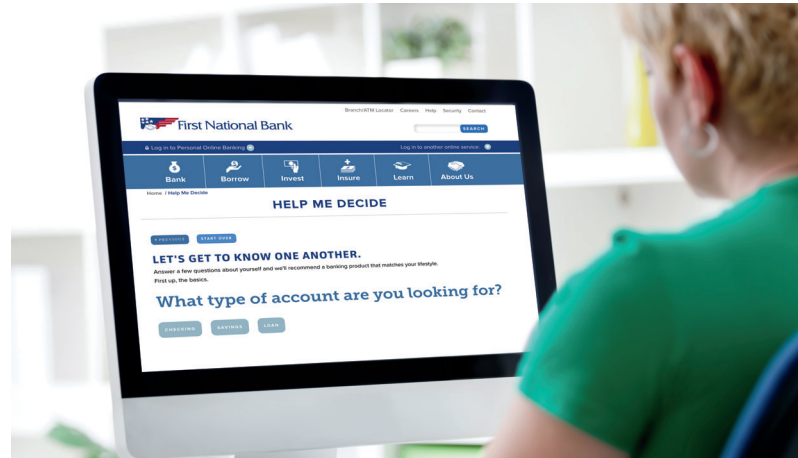 Branch/ATM Locator Careers Help Security Contact
First National Bank
SEARCH
Log in to Personal Online Banking
Log in to another online service
Bank Borrow Invest Insure Learn About Us
Home / Help Me Decide
HELP ME DECIDE
PREVIOUS START OVER
LET'S GET TO KNOW ONE ANOTHER.
Answer a few questions about yourself and we'll recommend a banking product that matches your lifestyle.
First up, the basics.
What type of account are you looking for?
CHECKING SAVINGS LOAN